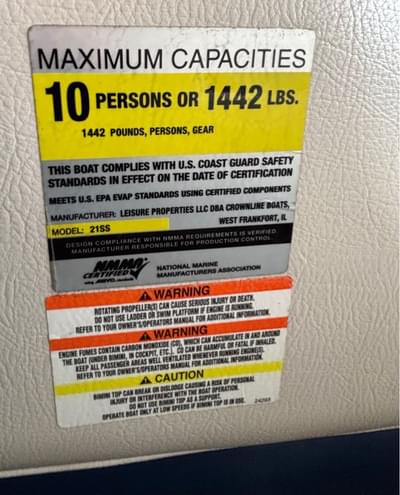 MAXIMUM CAPACITIES
10 PERSONS OR 1442 LBS.
1442 POUNDS, PERSONS, GEAR
THIS BOAT COMPLIES WITH U.S. COAST GUARD SAFETY
STANDARDS IN EFFECT ON THE DATE OF CERTIFICATION
MEETS U.S. EPA EVAP STANDARDS USING CERTIFIED COMPONENTS
MANUFACTURER: LEISURE PROPERTIES LLC DBA CROWNLINE BOATS,
WEST FRANKFORT, IL
MODEL: 21SS
DESIGN COMPLIANCE WITH NMMA REQUIREMENTS IS VERIFIED.
MANUFACTURER RESPONSIBLE FOR PRODUCTION CONTROL.
NMMA
CERTIFIED
using ABYC standards
NATIONAL MARINE
MANUFACTURERS ASSOCIATION
WARNING
ROTATING PROPELLER(S) CAN CAUSE SERIOUS INJURY OR DEATH.
DO NOT USE LADDER OR SWIM PLATFORM IF ENGINE IS RUNNING.
REFER TO YOUR OWNER'S/OPERATORS MANUAL FOR ADDITIONAL INFORMATION.
WARNING
ENGINE FUMES CONTAIN CARBON MONOXIDE (CO), WHICH CAN ACCUMULATE IN AND AROUND
THE BOAT (UNDER BIMINI, IN COCKPIT, ETC.). CO CAN BE HARMFUL OR FATAL IF INHALED.
KEEP ALL PASSENGER AREAS WELL VENTILATED WHENEVER RUNNING ENGINE(S).
REFER TO YOUR OWNER'S/OPERATORS MANUAL FOR ADDITIONAL INFORMATION.
CAUTION
BIMINI TOP CAN BREAK OR DISLODGE CAUSING A RISK OF PERSONAL
INJURY OR INTERFERENCE WITH THE BOAT OPERATION.
DO NOT USE BIMINI TOP AS A SUPPORT.
OPERATE BOAT ONLY AT LOW SPEEDS IF BIMINI TOP IS IN USE.